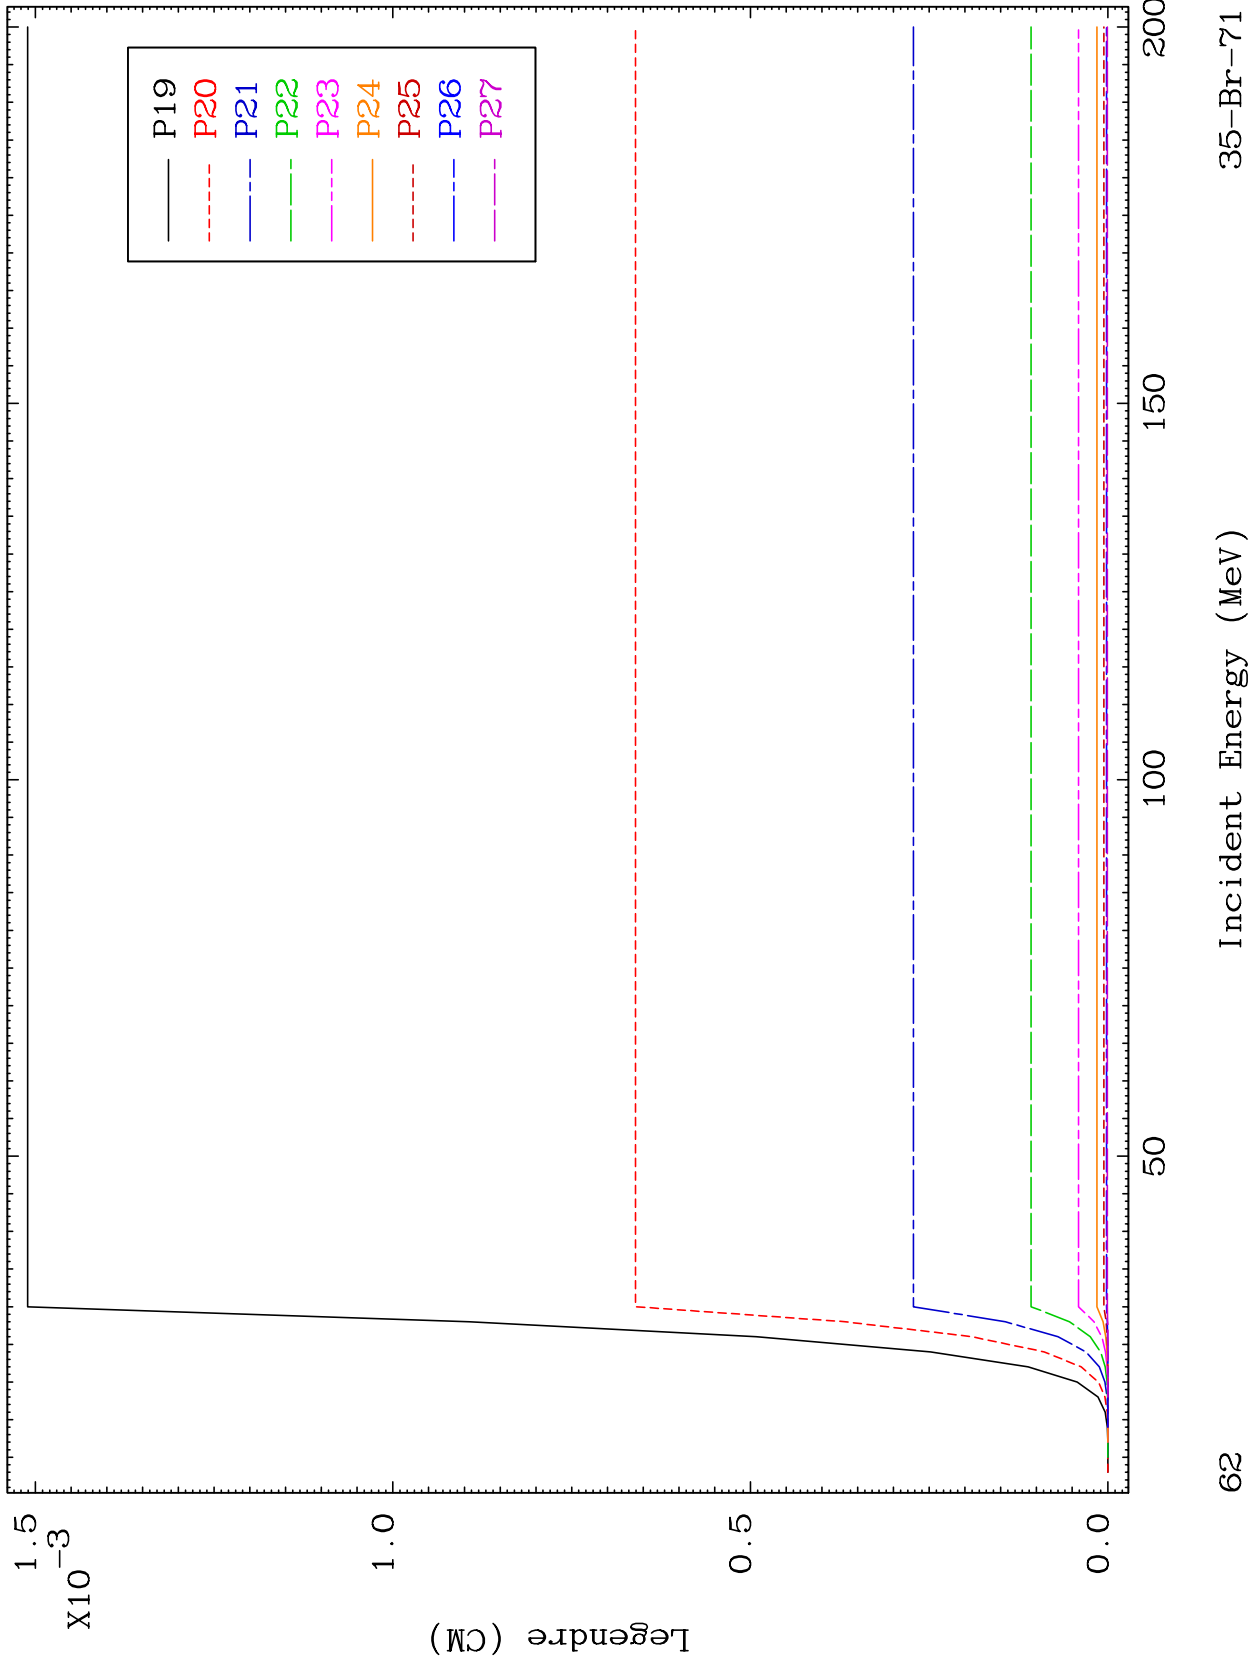 P19
P20
P21
P22
P23
P24
P25
P26
P27
1.5
X10-3
1.0
0.5
0.0
Legendre (CM)
50
100
150
200
Incident Energy (MeV)
62
35-Br-71